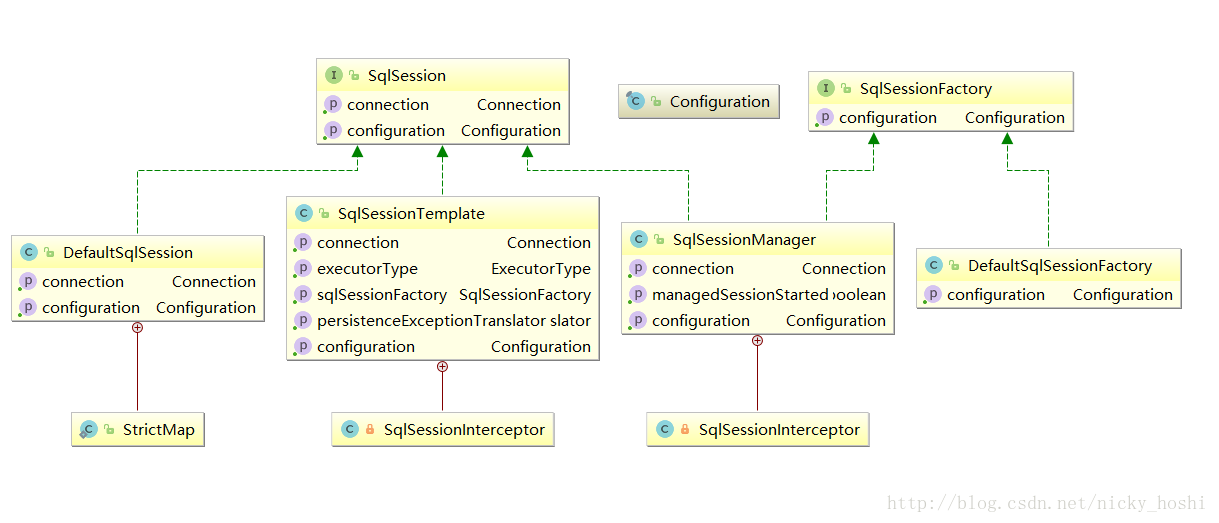 SqlSession
connection Connection
configuration Configuration
Configuration
SqlSessionFactory
configuration Configuration
DefaultSqlSession
connection Connection
configuration Configuration
SqlSessionTemplate
connection Connection
executorType ExecutorType
sqlSessionFactory SqlSessionFactory
persistenceExceptionTranslator slator
configuration Configuration
SqlSessionManager
connection Connection
managedSessionStarted boolean
configuration Configuration
DefaultSqlSessionFactory
configuration Configuration
StrictMap
SqlSessionInterceptor
SqlSessionInterceptor
http://blog.csdn.net/nicky_hoshi